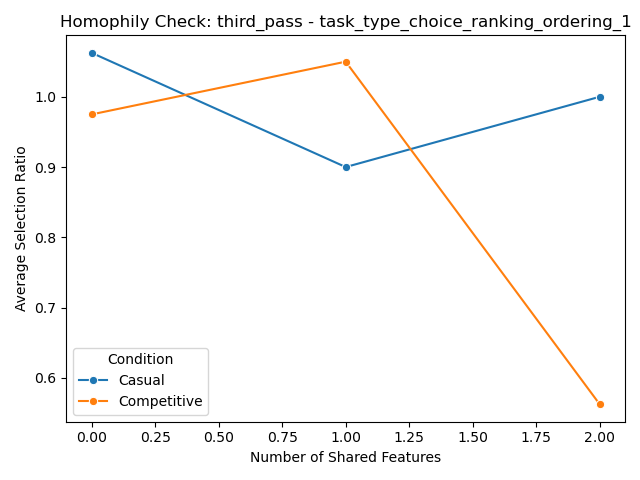 Homophily Check: third_pass - task_type_choice_ranking_ordering_1
Average Selection Ratio
1.0
0.9
0.8
0.7
0.6
Condition
Casual
Competitive
0.00 0.25 0.50 0.75 1.00 1.25 1.50 1.75 2.00
Number of Shared Features